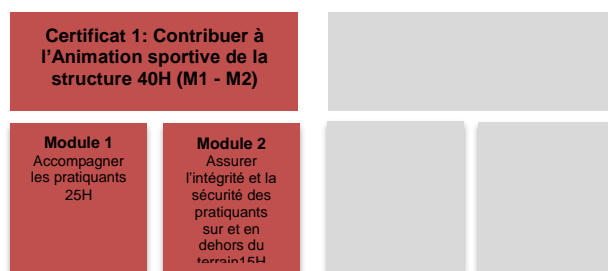 Certificat 1: Contribuer à
l'Animation sportive de la
structure 40H (M1 - M2)
Module 1
Accompagner
les pratiquants
25H
Module 2
Assurer
l'intégrité et la
sécurité des
pratiquants
sur et en
dehors du
terrain15H